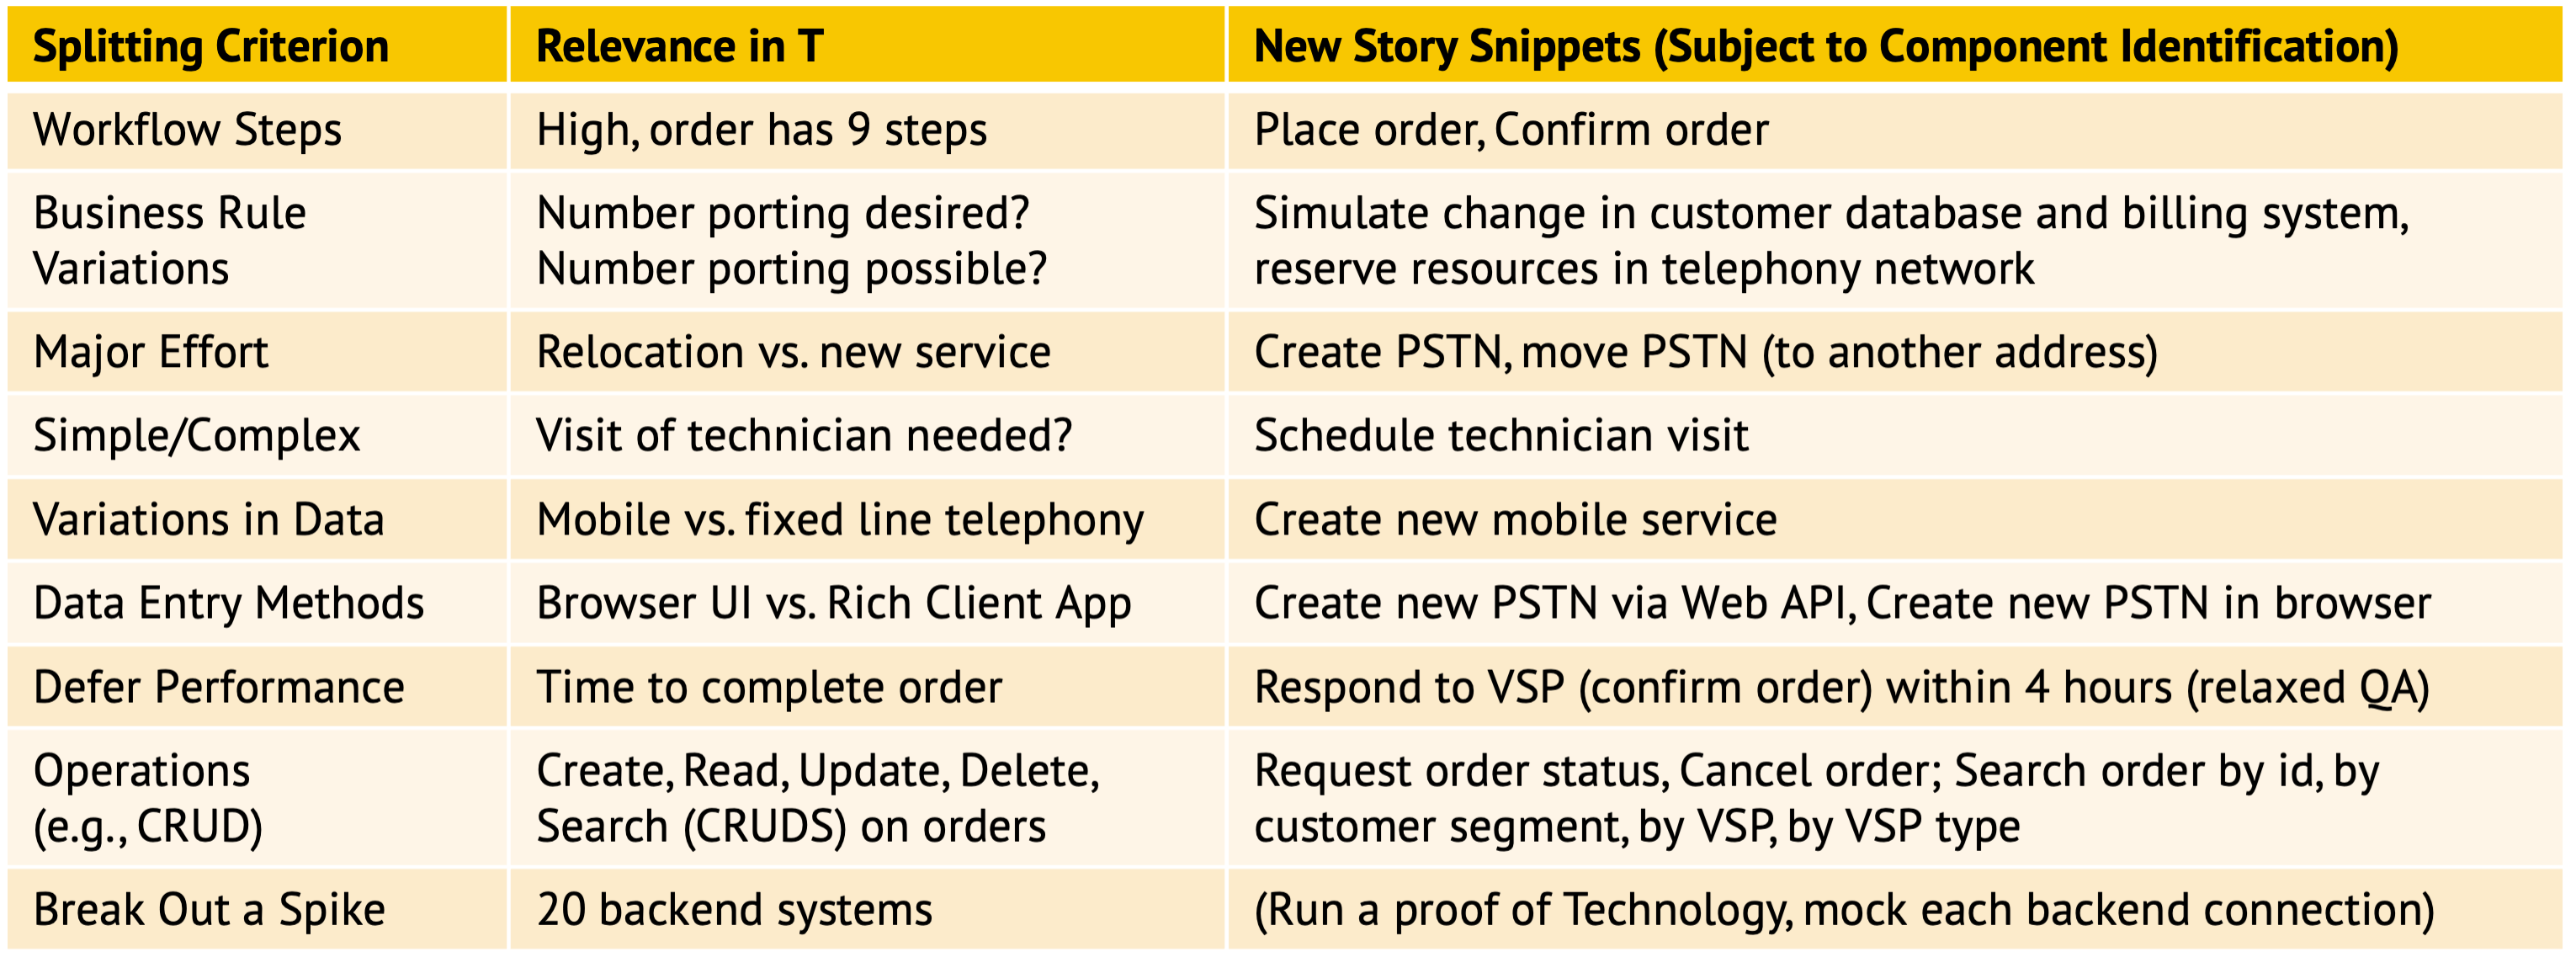 Splitting Criterion
Relevance in T
New Story Snippets (Subject to Component Identification)
Workflow Steps
High, order has 9 steps
Place order, Confirm order
Business Rule
Variations
Number porting desired?
Number porting possible?
Simulate change in customer database and billing system,
reserve resources in telephony network
Major Effort
Relocation vs. new service
Create PSTN, move PSTN (to another address)
Simple/Complex
Visit of technician needed?
Schedule technician visit
Variations in Data
Mobile vs. fixed line telephony
Create new mobile service
Data Entry Methods
Browser UI vs. Rich Client App
Create new PSTN via Web API, Create new PSTN in browser
Defer Performance
Time to complete order
Respond to VSP (confirm order) within 4 hours (relaxed QA)
Operations
(e.g., CRUD)
Create, Read, Update, Delete,
Search (CRUDS) on orders
Request order status, Cancel order; Search order by id, by
customer segment, by VSP, by VSP type
Break Out a Spike
20 backend systems
(Run a proof of Technology, mock each backend connection)